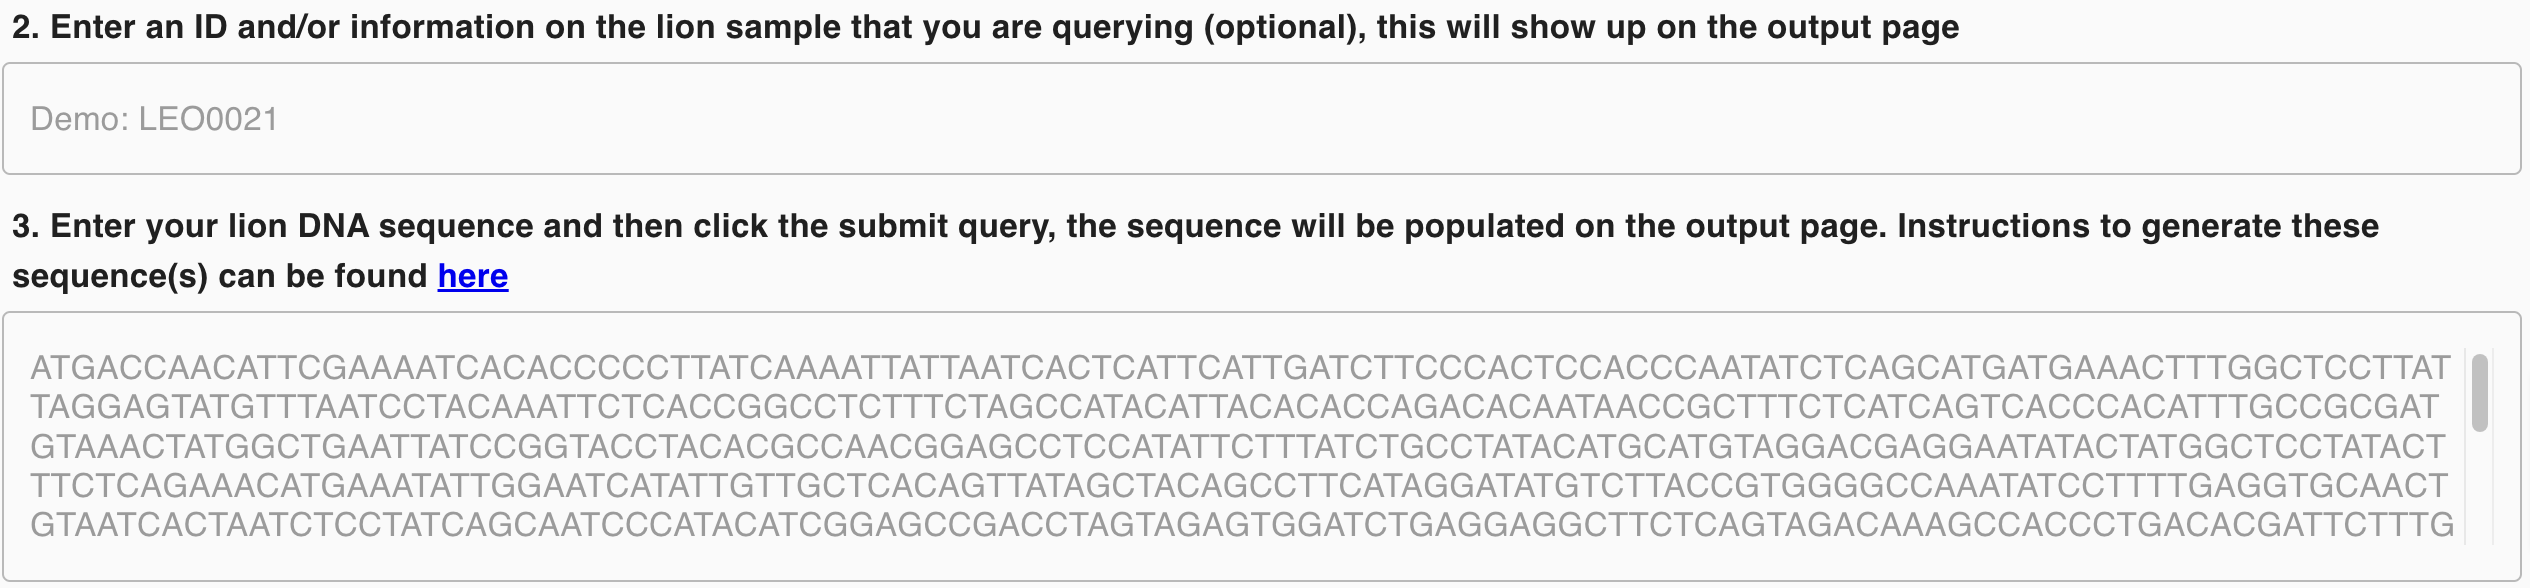 2. Enter an ID and/or information on the lion sample that you are querying (optional), this will show up on the output page
Demo: LEO0021
3. Enter your lion DNA sequence and then click the submit query, the sequence will be populated on the output page. Instructions to generate these
sequence(s) can be found here
ATGACCAACATTCGAAAATCACACCCCCTTATCAAAATTATTAATCACTCATTCATTGATCTTCCCACTCCACCCAATATCTCAGCATGATGAAACTTTGGCTCCTTAT
TAGGAGTATGTTTAATCCTACAAATTCTCACCGGCCTCTTTCTAGCCATACATTACACACCAGACACAATAACCGCTTTCTCATCAGTCACCCACATTTGCCGCGAT
GTAAACTATGGCTGAATTATCCGGTACCTACACGCCAACGGAGCCTCCATATTCTTTATCTGCCTATACATGCATGTAGGACGAGGAATATACTATGGCTCCTATACT
TTCTCAGAAACATGAAATATTGGAATCATATTGTTGCTCACAGTTATAGCTACAGCCTTCATAGGATATGTCTTACCGTGGGGCCAAATATCCTTTTGAGGTGCAACT
GTAATCACTAATCTCCTATCAGCAATCCCATACATCGGAGCCGACCTAGTAGAGTGGATCTGAGGAGGCTTCTCAGTAGACAAAGCCACCCTGACACGATTCTTTG